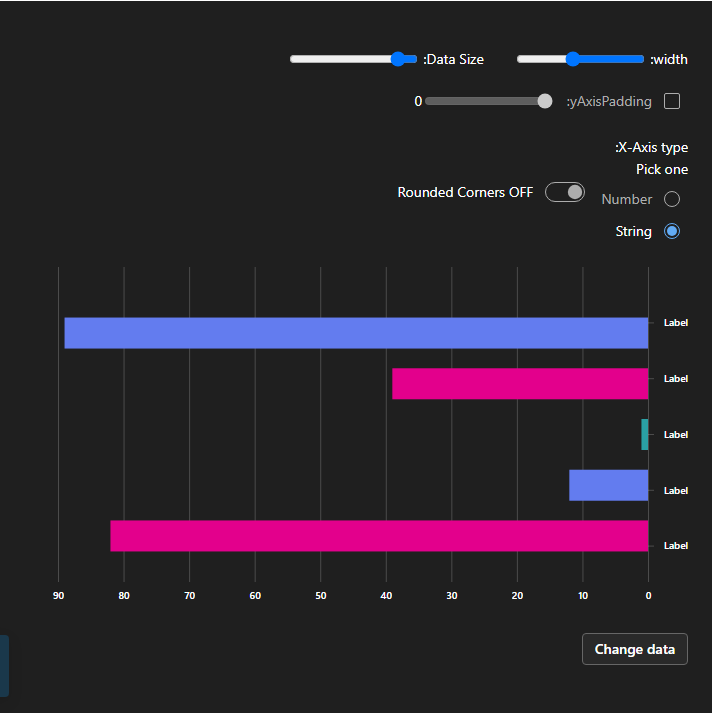 :width
:Data Size
:yAxisPadding
0
:X-Axis type
Pick one
Number
Rounded Corners OFF
String
Label
Label
Label
Label
Label
90 80 70 60 50 40 30 20 10 0
Change data